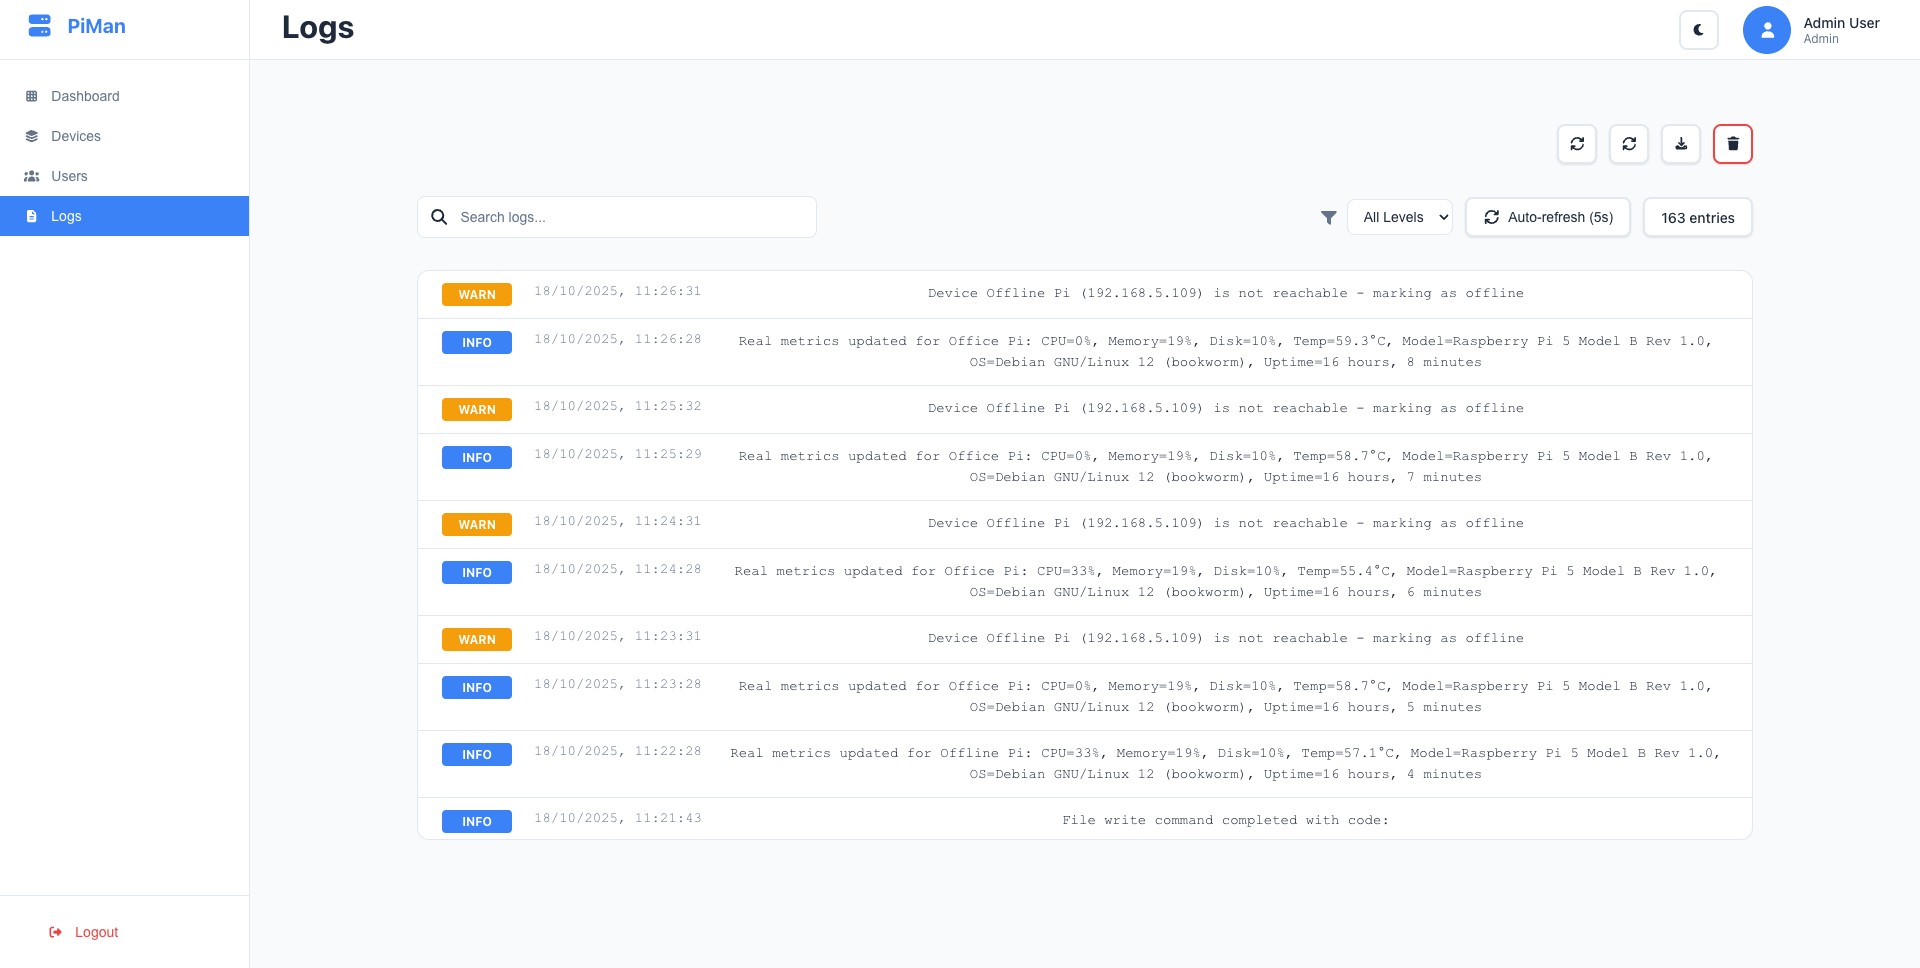 PiMan
Logs
Admin User
Admin
Dashboard
Devices
Users
Logs
Search logs...
All Levels
Auto-refresh (5s)
163 entries
WARN 18/10/2025, 11:26:31 Device Offline Pi (192.168.5.109) is not reachable - marking as offline
INFO 18/10/2025, 11:26:28 Real metrics updated for Office Pi: CPU=0%, Memory=19%, Disk=10%, Temp=59.3°C, Model=Raspberry Pi 5 Model B Rev 1.0,
OS=Debian GNU/Linux 12 (bookworm), Uptime=16 hours, 8 minutes
WARN 18/10/2025, 11:25:32 Device Offline Pi (192.168.5.109) is not reachable - marking as offline
INFO 18/10/2025, 11:25:29 Real metrics updated for Office Pi: CPU=0%, Memory=19%, Disk=10%, Temp=58.7°C, Model=Raspberry Pi 5 Model B Rev 1.0,
OS=Debian GNU/Linux 12 (bookworm), Uptime=16 hours, 7 minutes
WARN 18/10/2025, 11:24:31 Device Offline Pi (192.168.5.109) is not reachable - marking as offline
INFO 18/10/2025, 11:24:28 Real metrics updated for Office Pi: CPU=33%, Memory=19%, Disk=10%, Temp=55.4°C, Model=Raspberry Pi 5 Model B Rev 1.0,
OS=Debian GNU/Linux 12 (bookworm), Uptime=16 hours, 6 minutes
WARN 18/10/2025, 11:23:31 Device Offline Pi (192.168.5.109) is not reachable - marking as offline
INFO 18/10/2025, 11:23:28 Real metrics updated for Office Pi: CPU=0%, Memory=19%, Disk=10%, Temp=58.7°C, Model=Raspberry Pi 5 Model B Rev 1.0,
OS=Debian GNU/Linux 12 (bookworm), Uptime=16 hours, 5 minutes
INFO 18/10/2025, 11:22:28 Real metrics updated for Offline Pi: CPU=33%, Memory=19%, Disk=10%, Temp=57.1°C, Model=Raspberry Pi 5 Model B Rev 1.0,
OS=Debian GNU/Linux 12 (bookworm), Uptime=16 hours, 4 minutes
INFO 18/10/2025, 11:21:43 File write command completed with code:
Logout